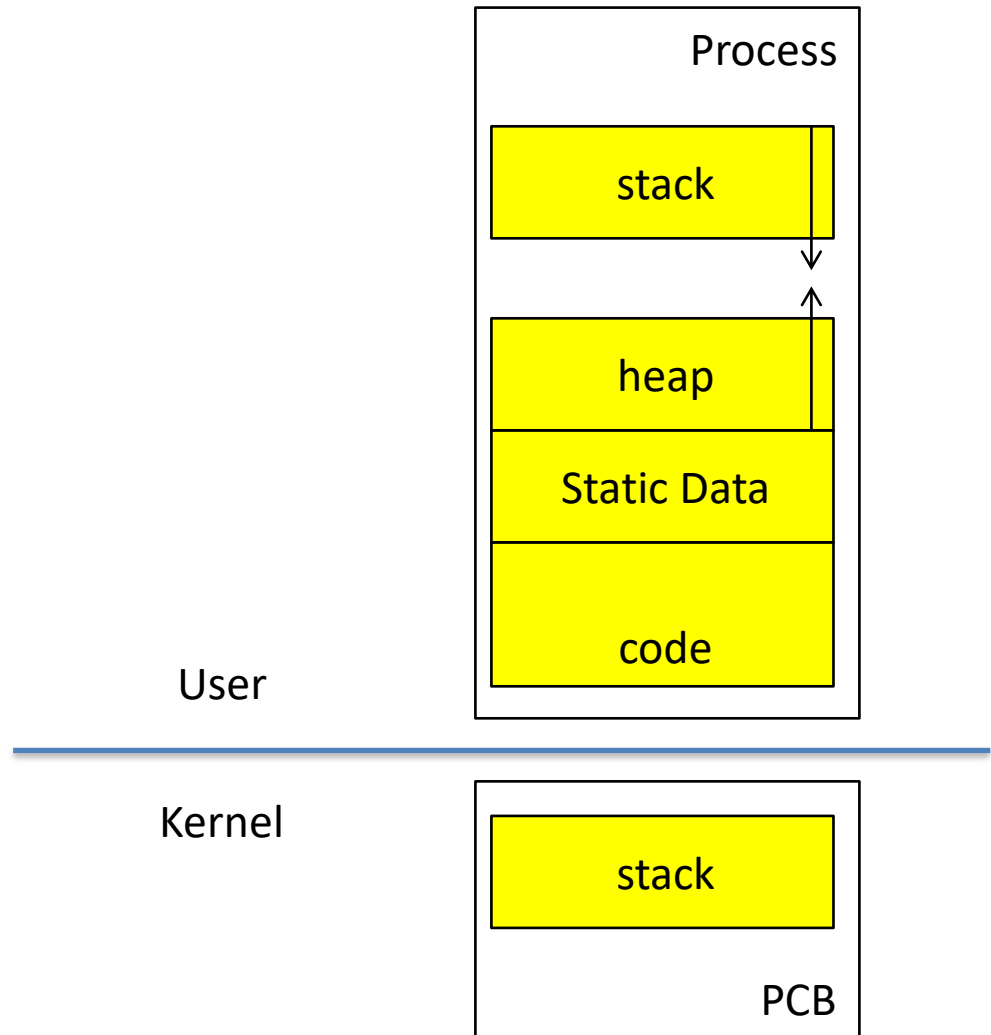 Process
stack
heap
Static Data
code
User
Kernel
stack
PCB